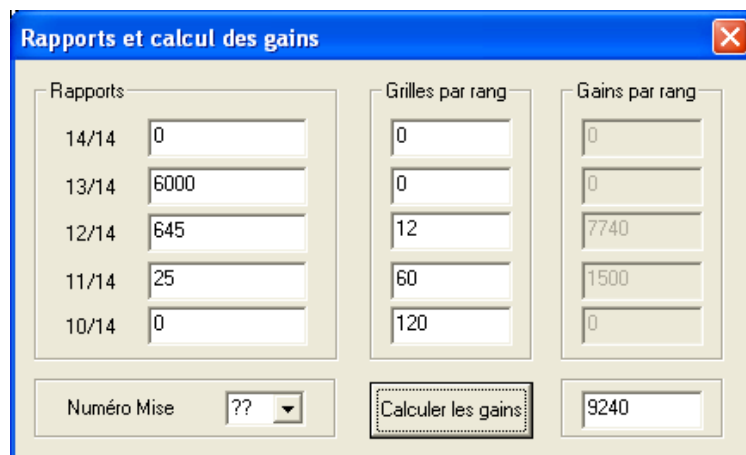 Rapports et calcul des gains
Rapports Grilles par rang Gains par rang
14/14 0 0 0
13/14 6000 0 0
12/14 645 12 7740
11/14 25 60 1500
10/14 0 120 0
Numéro Mise ?? Calculer les gains 9240